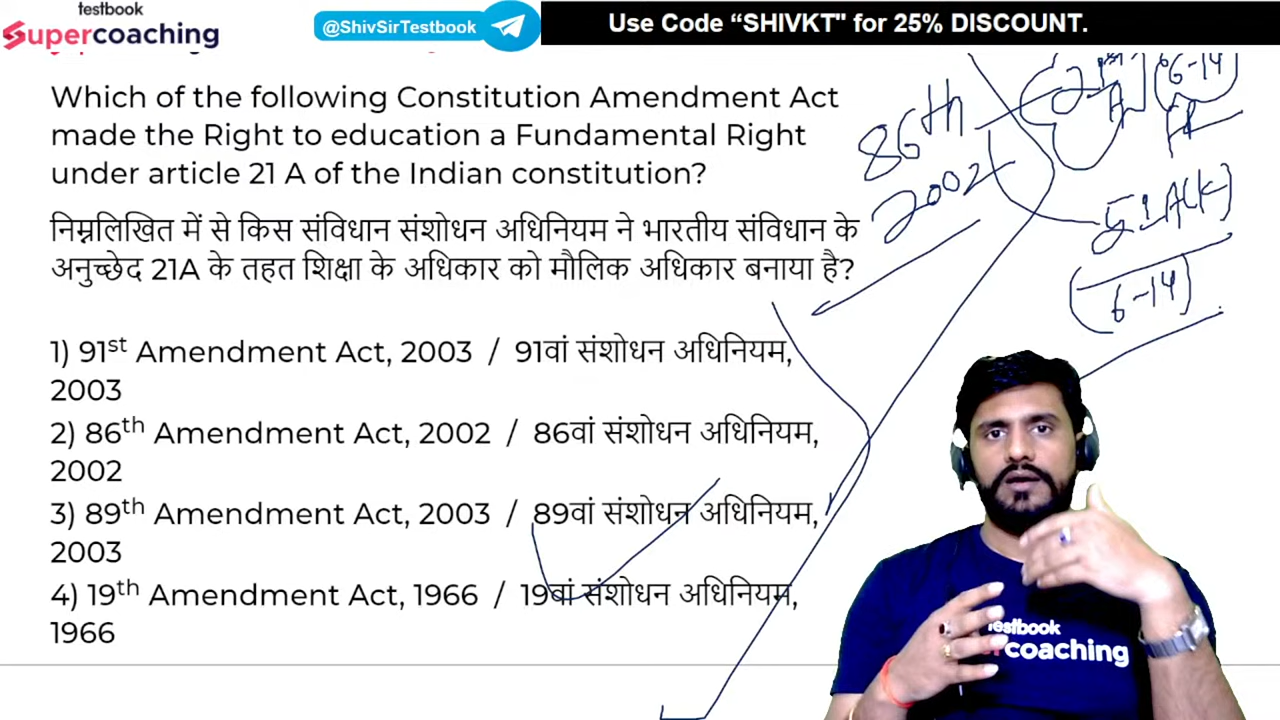 testbook
Supercoaching
@ShivSirTestbook
Use Code “SHIVKT" for 25% DISCOUNT.
Which of the following Constitution Amendment Act
made the Right to education a Fundamental Right
under article 21 A of the Indian constitution?
निम्नलिखित में से किस संविधान संशोधन अधिनियम ने भारतीय संविधान के
अनुच्छेद 21A के तहत शिक्षा के अधिकार को मौलिक अधिकार बनाया है?
1) 91st Amendment Act, 2003 / 91वां संशोधन अधिनियम,
2003
2) 86th Amendment Act, 2002 / 86वां संशोधन अधिनियम,
2002
3) 89th Amendment Act, 2003 / 89वां संशोधन अधिनियम,
2003
4) 19th Amendment Act, 1966 / 19वां संशोधन अधिनियम,
1966
86th
2002
21 A
6-14
FR
51A(K)
6-14
testbook
supercoaching